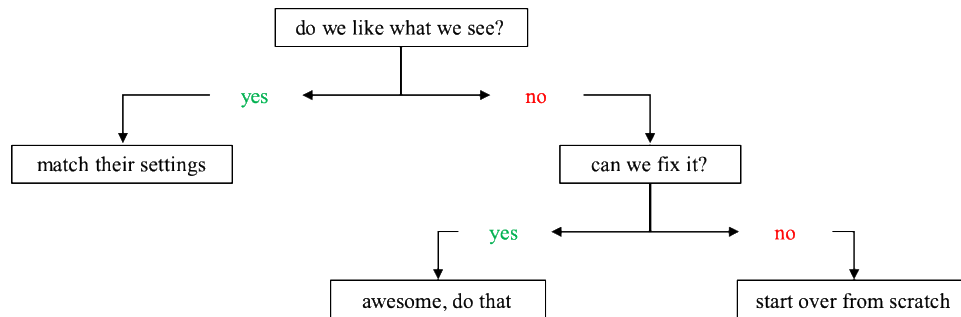 do we like what we see?
yes
no
match their settings
can we fix it?
yes
no
awesome, do that
start over from scratch